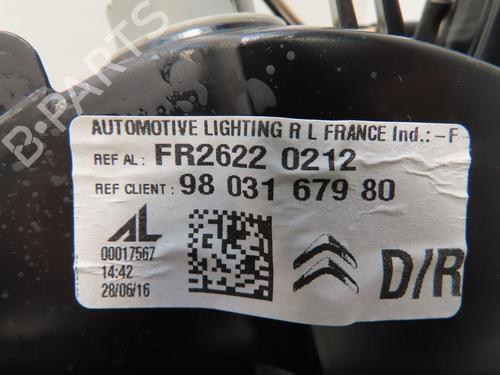 B-PARTS
AUTOMOTIVE LIGHTING R L FRANCE Ind.: -F
REF AL : FR2622 0212
REF CLIENT : 98 031 679 80
AL
00017567
14:42
28/06/16
D/R